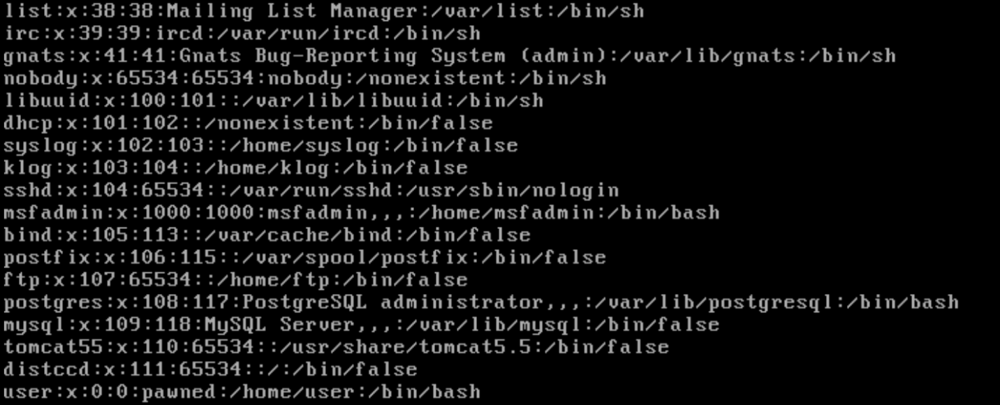 list:x:38:38:Mailing List Manager:/var/list:/bin/sh
irc:x:39:39:ircd:/var/run/ircd:/bin/sh
gnats:x:41:41:Gnats Bug-Reporting System (admin):/var/lib/gnats:/bin/sh
nobody:x:65534:65534:nobody:/nonexistent:/bin/sh
libuuid:x:100:101::/var/lib/libuuid:/bin/sh
dhcp:x:101:102::/nonexistent:/bin/false
syslog:x:102:103::/home/syslog:/bin/false
klog:x:103:104::/home/klog:/bin/false
sshd:x:104:65534::/var/run/sshd:/usr/sbin/nologin
msfadmin:x:1000:1000:msfadmin,,,:/home/msfadmin:/bin/bash
bind:x:105:113::/var/cache/bind:/bin/false
postfix:x:106:115::/var/spool/postfix:/bin/false
ftp:x:107:65534::/home/ftp:/bin/false
postgres:x:108:117:PostgreSQL administrator,,,:/var/lib/postgresql:/bin/bash
mysql:x:109:118:MySQL Server,,,:/var/lib/mysql:/bin/false
tomcat55:x:110:65534::/usr/share/tomcat5.5:/bin/false
distccd:x:111:65534::/:/bin/false
user:x:0:0:pawned:/home/user:/bin/bash